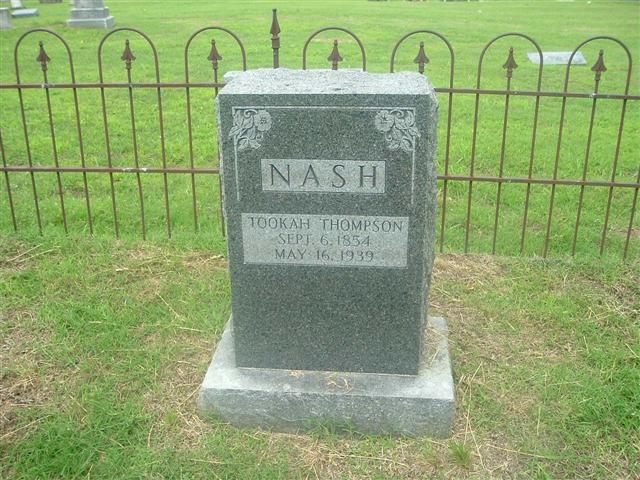 NASH
TOOKAH THOMPSON
SEPT. 6, 1854
MAY 16, 1939